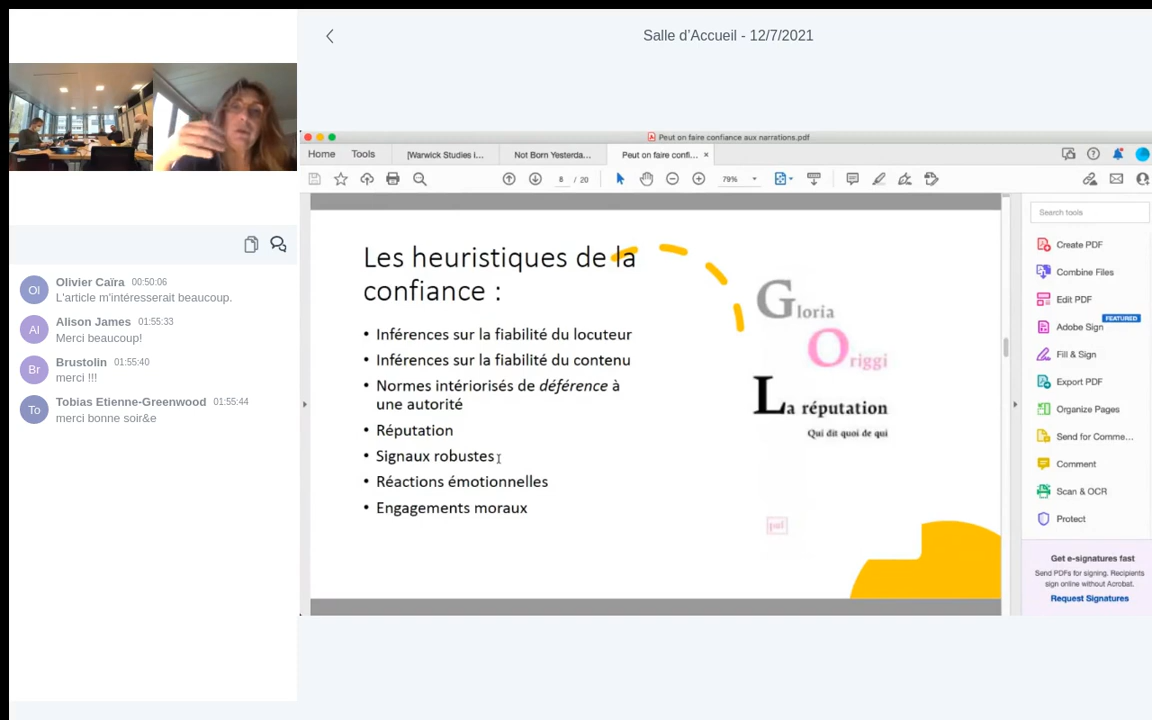 Salle d'Accueil - 12/7/2021
Peut on faire confiance aux narrations.pdf
Home
Tools
[Warwick Studies i...
Not Born Yesterda...
Peut on faire confi...
×
8 / 20
79%
Olivier Caïra 00:50:06
L'article m'intéresserait beaucoup.
Alison James 01:55:33
Merci beaucoup!
Brustolin 01:55:40
merci !!!
Tobias Etienne-Greenwood 01:55:44
merci bonne soir&e
Ol
Al
Br
To
Les heuristiques de la
confiance :
• Inférences sur la fiabilité du locuteur
• Inférences sur la fiabilité du contenu
• Normes intériorisés de déférence à
une autorité
• Réputation
• Signaux robustes
• Réactions émotionnelles
• Engagements moraux
Gloria
Origgi
La réputation
Qui dit quoi de qui
puf
Search tools
Create PDF
Combine Files
Edit PDF
FEATURED
Adobe Sign
Fill & Sign
Export PDF
Organize Pages
Send for Comme...
Comment
Scan & OCR
Protect
Get e-signatures fast
Send PDFs for signing. Recipients
sign online without Acrobat.
Request Signatures